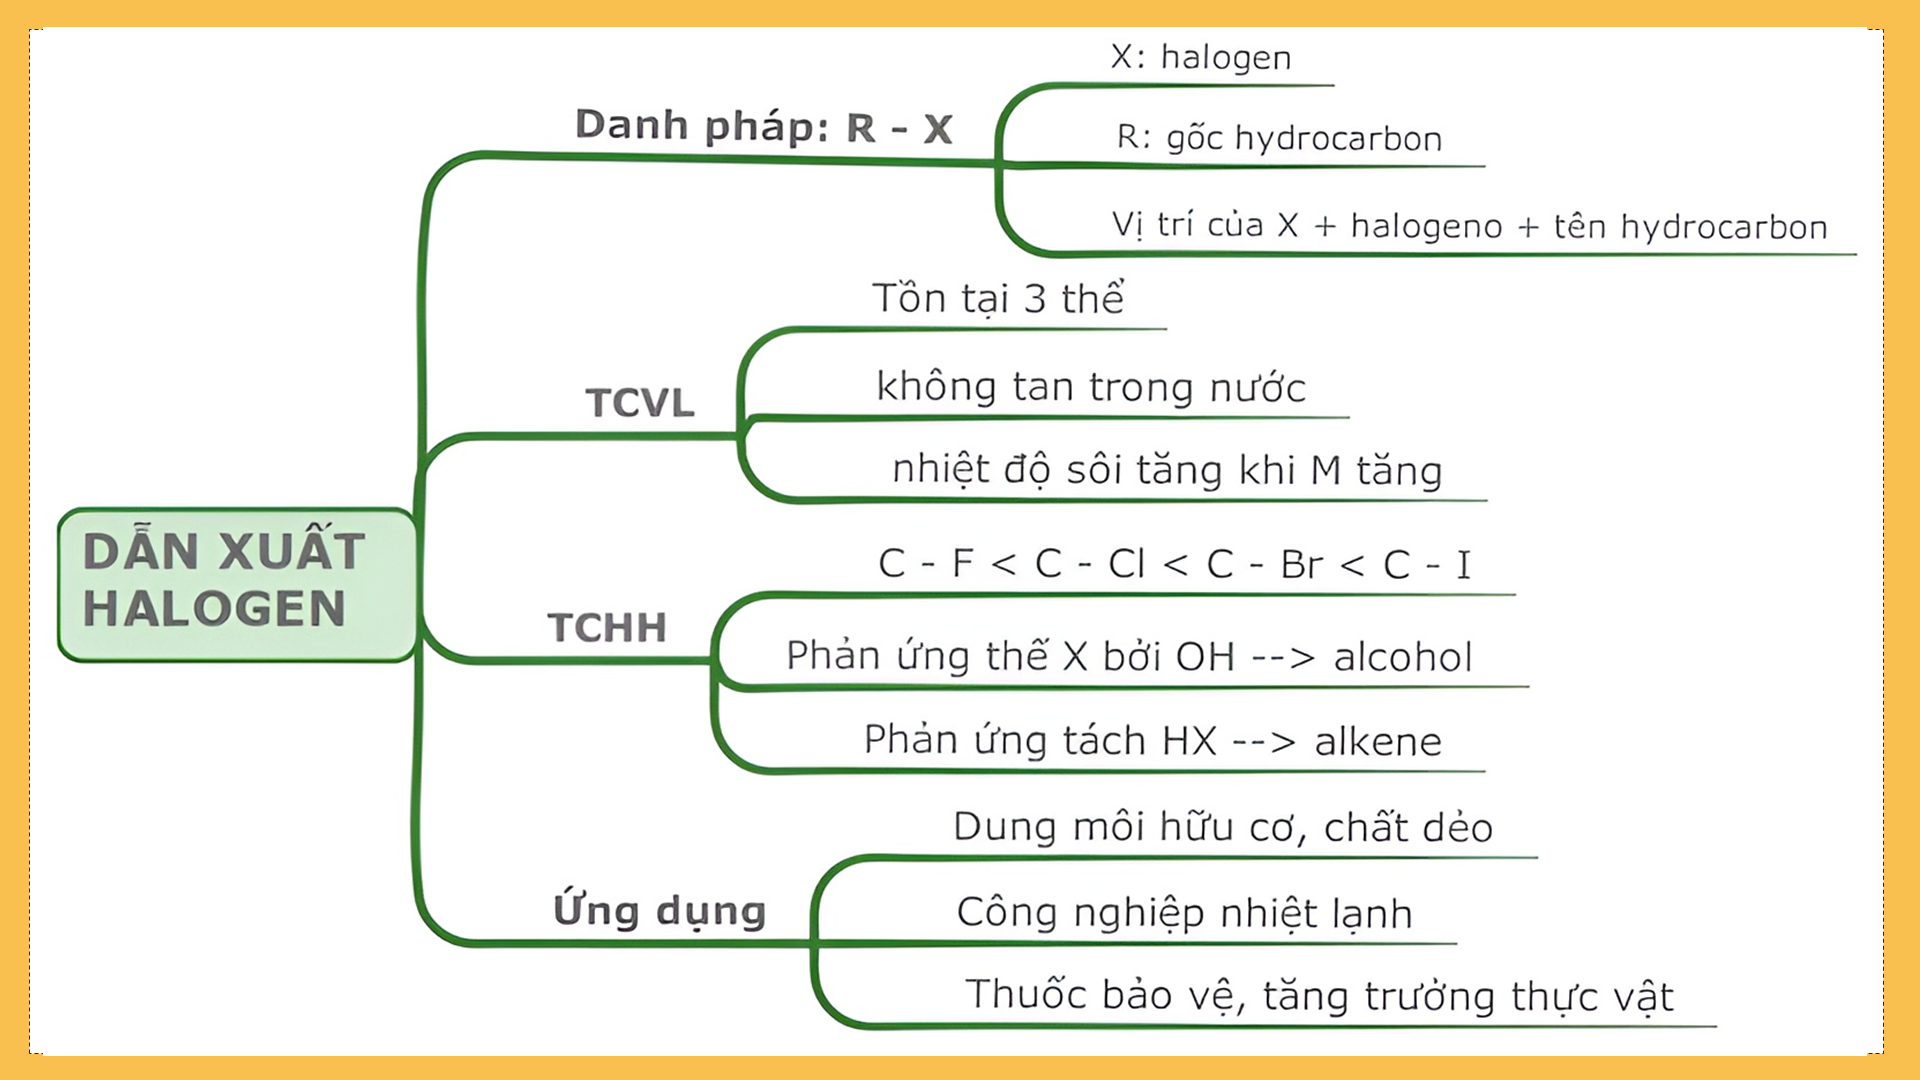 DẪN XUẤT
HALOGEN
Danh pháp: R - X
X: halogen
R: gốc hydrocarbon
Vị trí của X + halogeno + tên hydrocarbon
TCVL
Tồn tại 3 thể
không tan trong nước
nhiệt độ sôi tăng khi M tăng
TCHH
C - F < C - Cl < C - Br < C - I
Phản ứng thế X bởi OH --> alcohol
Phản ứng tách HX --> alkene
Ứng dụng
Dung môi hữu cơ, chất dẻo
Công nghiệp nhiệt lạnh
Thuốc bảo vệ, tăng trưởng thực vật